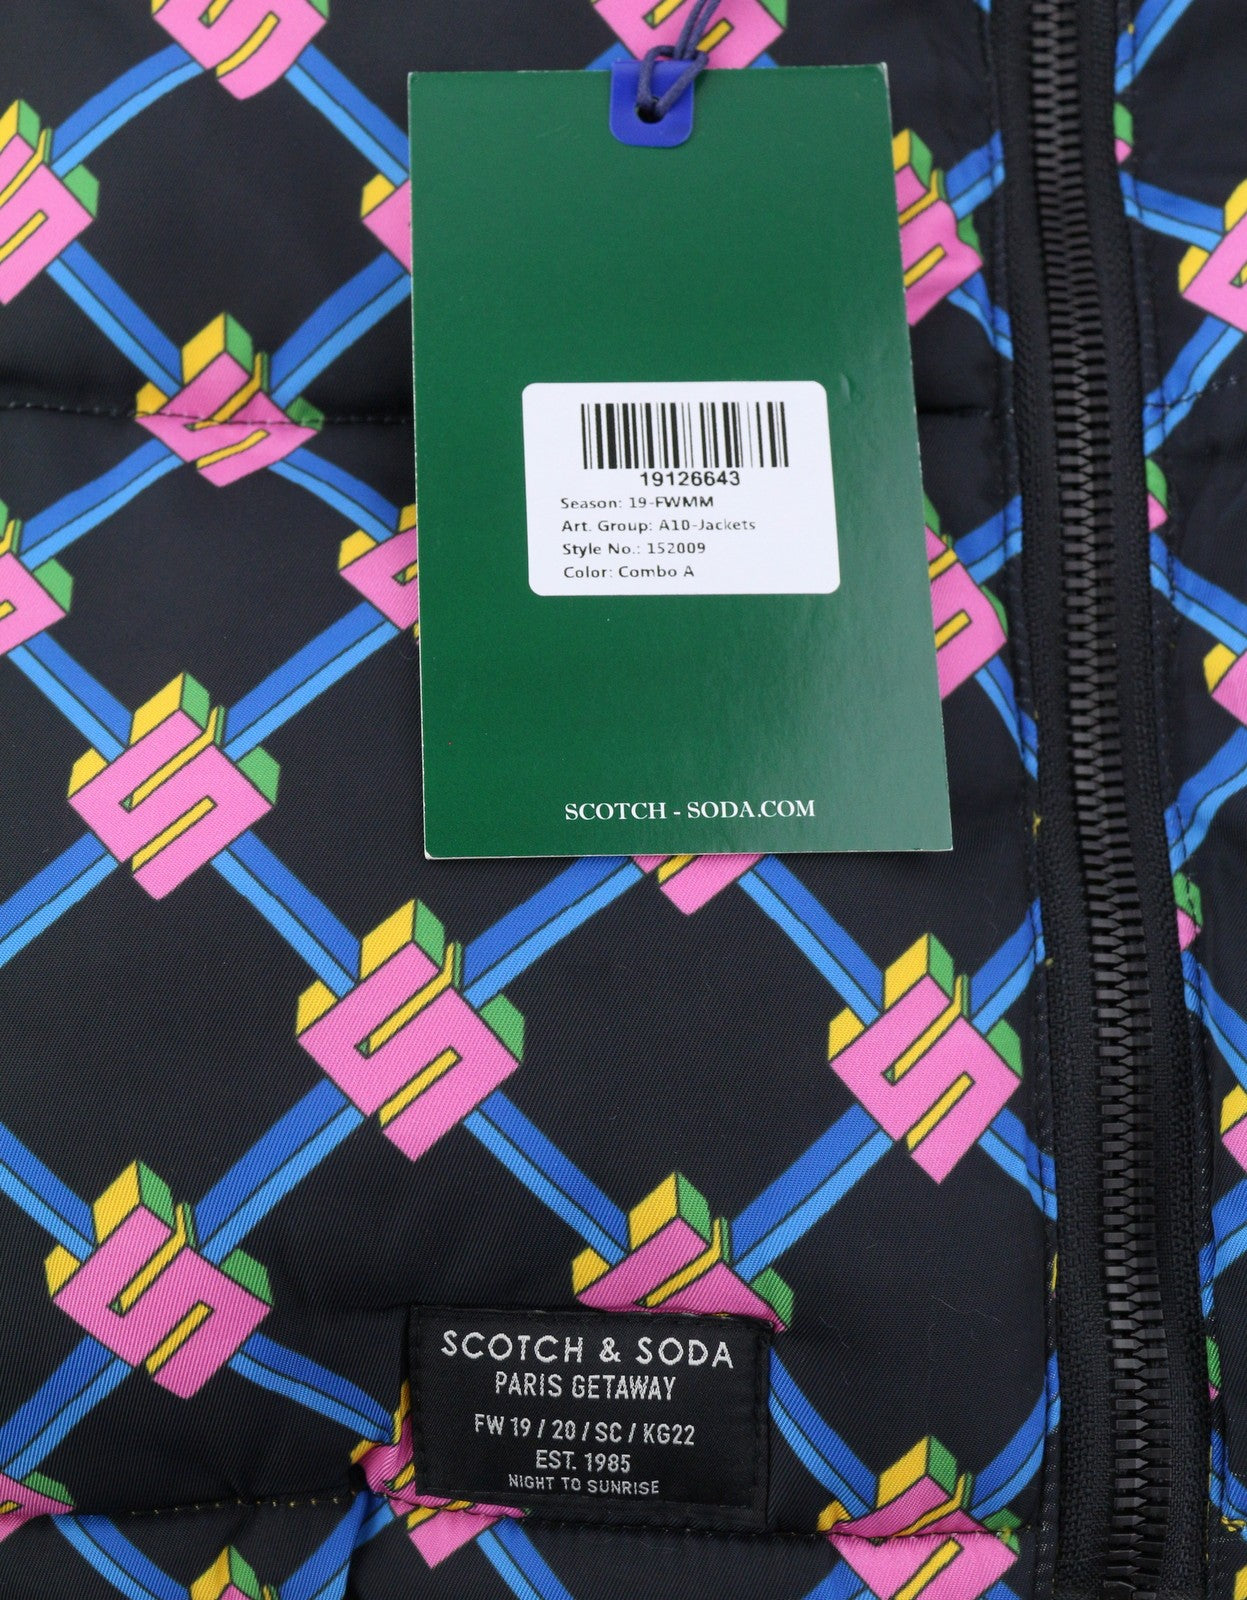 19126643
Season: 19-FWMM
Art. Group: A10-Jackets
Style No.: 152009
Color: Combo A
SCOTCH - SODA.COM
SCOTCH & SODA
PARIS GETAWAY
FW 19 / 20 / SC / KG22
EST. 1985
NIGHT TO SUNRISE